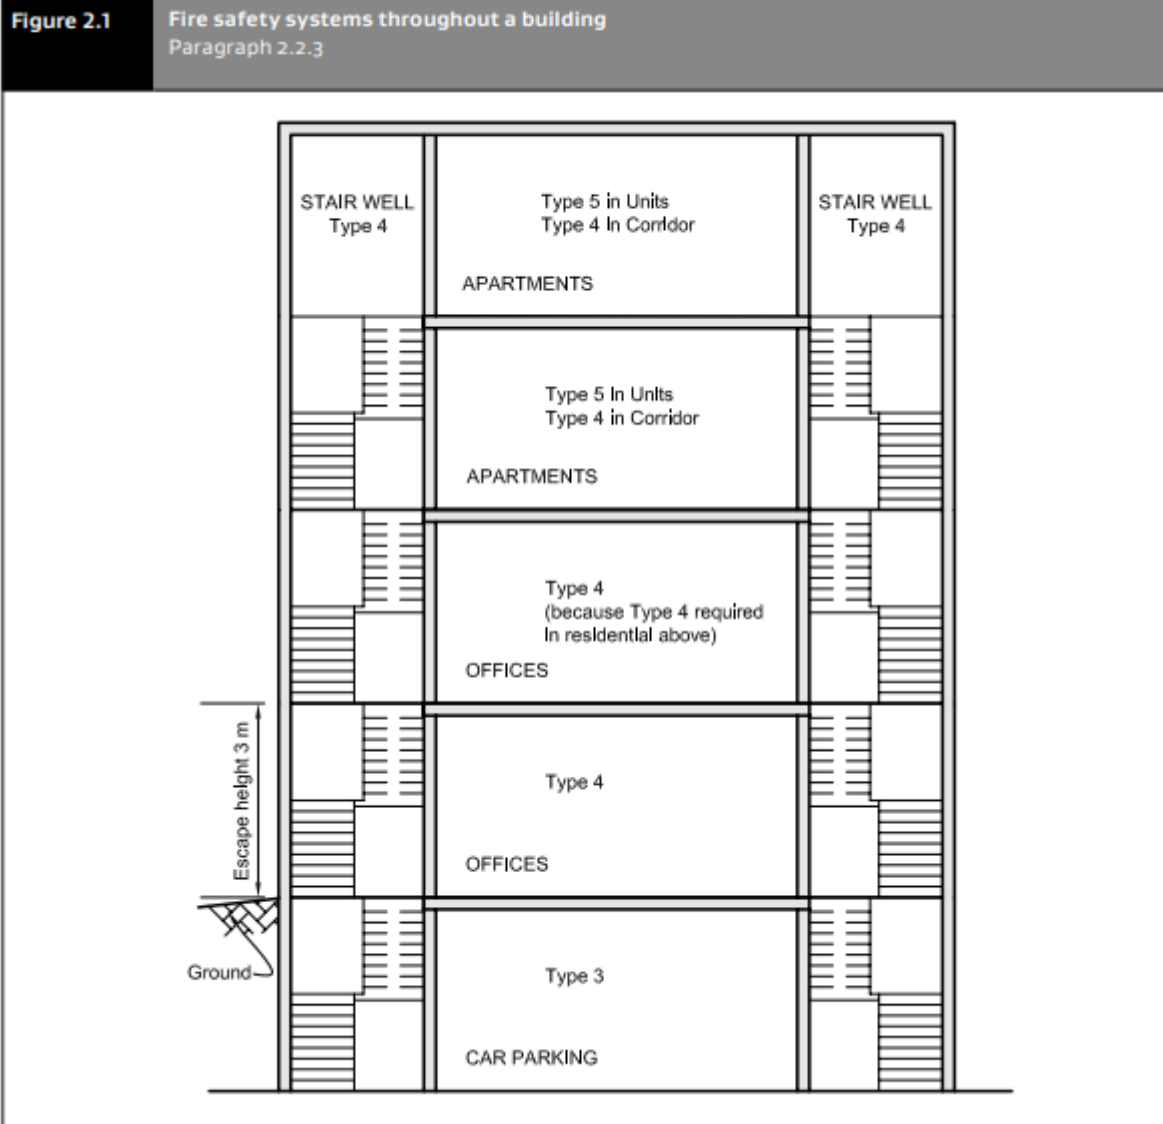 Figure 2.1
Fire safety systems throughout a building
Paragraph 2.2.3
STAIR WELL
Type 4
Type 5 in Units
Type 4 in Corridor
APARTMENTS
STAIR WELL
Type 4
Type 5 in Units
Type 4 in Corridor
APARTMENTS
Type 4
(because Type 4 required
in residential above)
OFFICES
Escape height 3 m
Type 4
OFFICES
Ground
Type 3
CAR PARKING